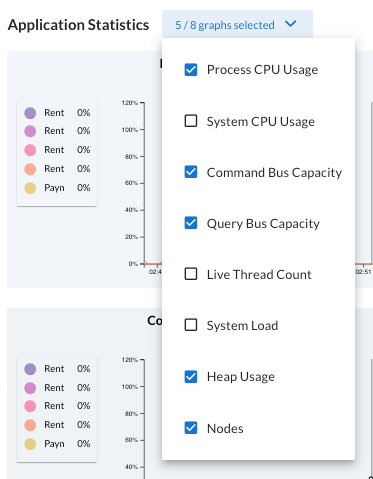 Application Statistics
5 / 8 graphs selected
Process CPU Usage
System CPU Usage
Command Bus Capacity
Query Bus Capacity
Live Thread Count
System Load
Heap Usage
Nodes
Rent 0%
Rent 0%
Rent 0%
Rent 0%
Payn 0%
120%
100%
80%
60%
40%
20%
0%
02:4
02:51
Co
Rent 0%
Rent 0%
Rent 0%
Rent 0%
Payn 0%
120%
100%
80%
60%
40%